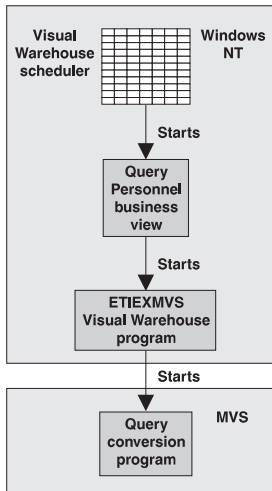 Visual
Warehouse
scheduler
Windows
NT
Starts
Query
Personnel
business
view
Starts
ETIEXMVS
Visual Warehouse
program
Starts
MVS
Query
conversion
program